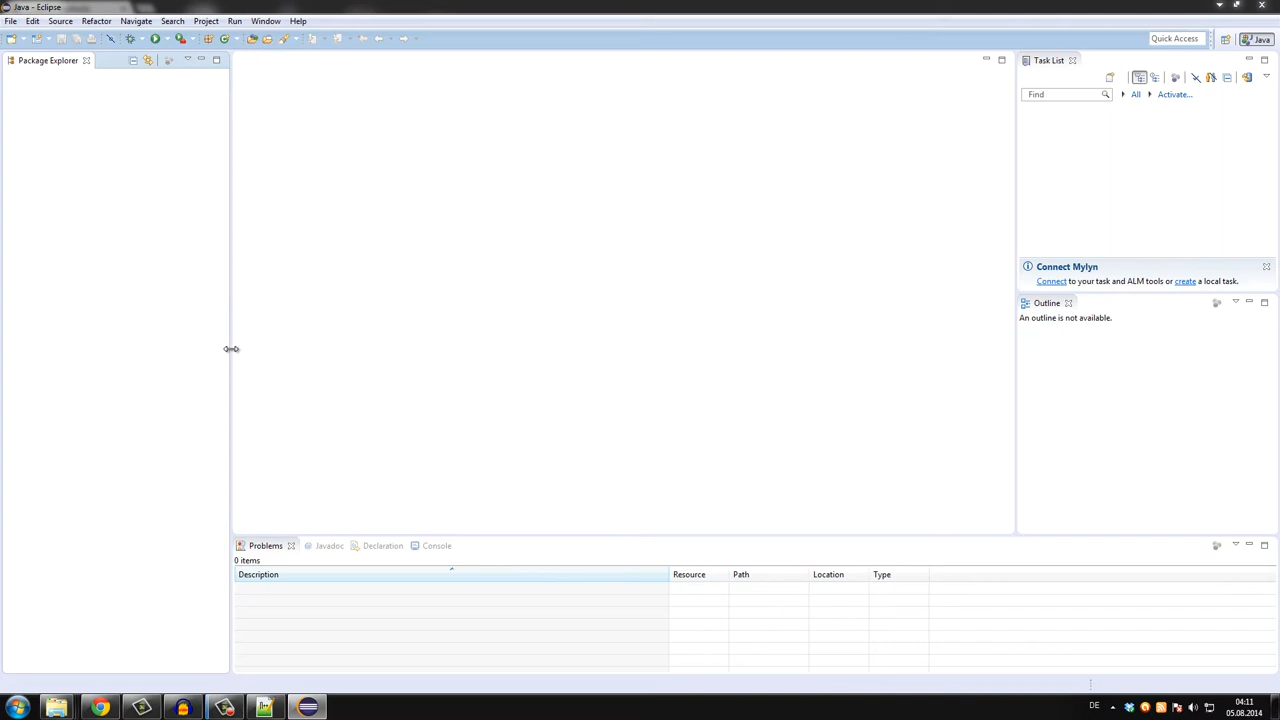 Java - Eclipse
File Edit Source Refactor Navigate Search Project Run Window Help
Quick Access
Java
Package Explorer
Task List
Find
All
Activate...
Connect Mylyn
Connect to your task and ALM tools or create a local task.
Outline
An outline is not available.
Problems
Javadoc
Declaration
Console
0 items
Description Resource Path Location Type
DE
04:11
05.08.2014